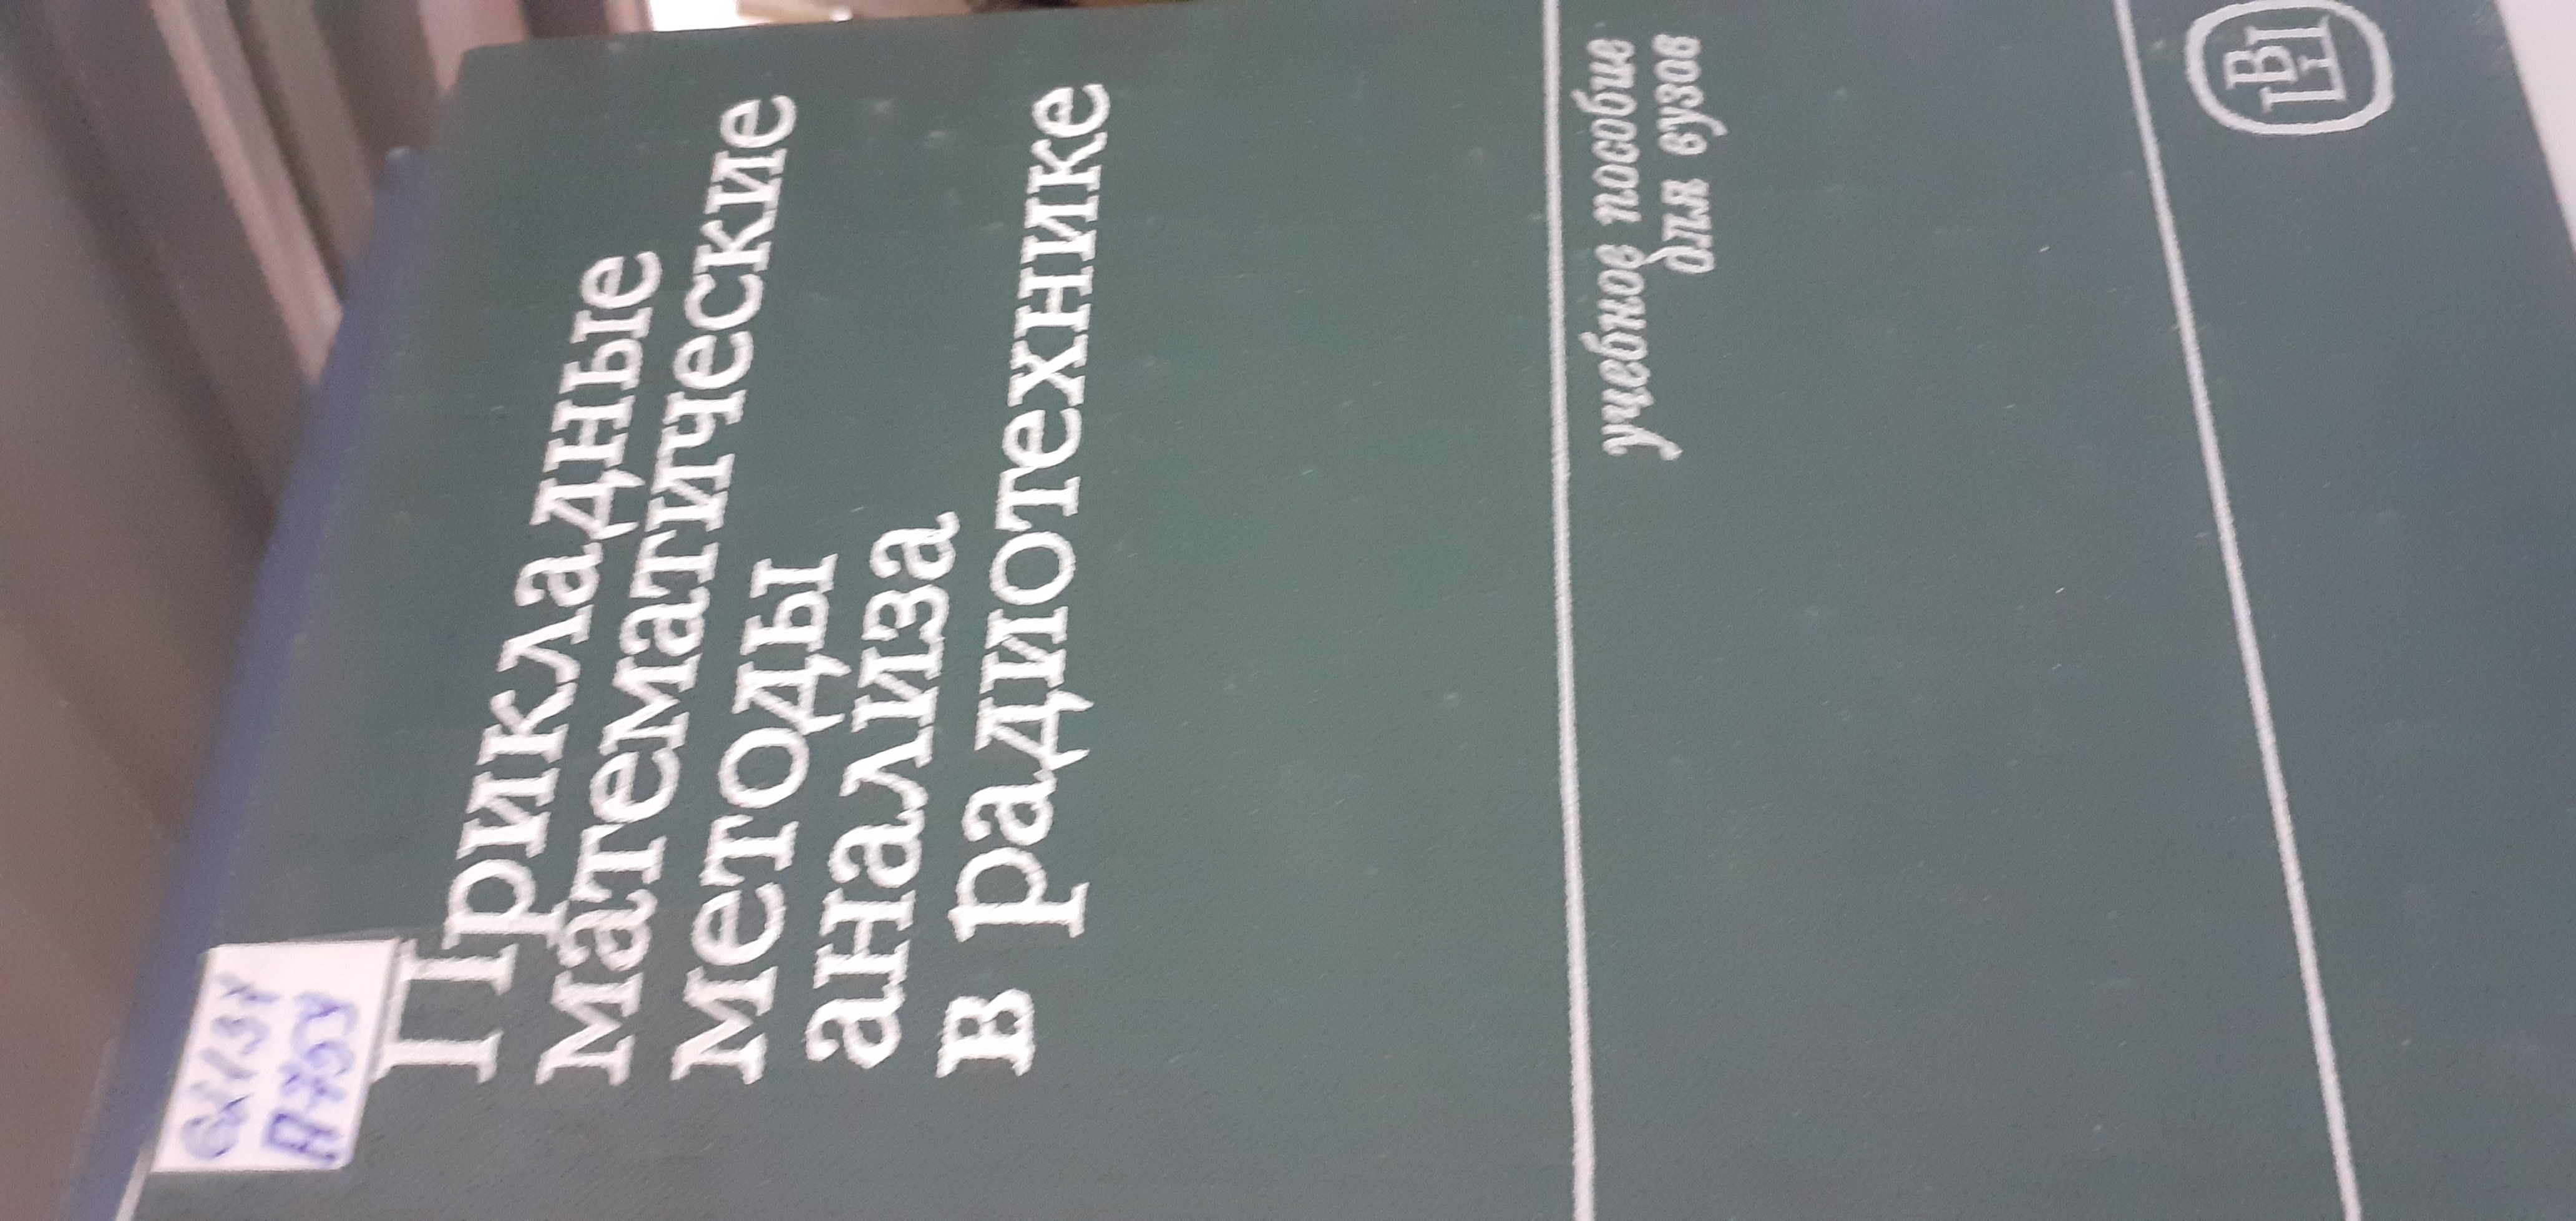 Прикладные
математические
методы
анализа
в радиотехнике
учебное пособие
для вузов
ВШ